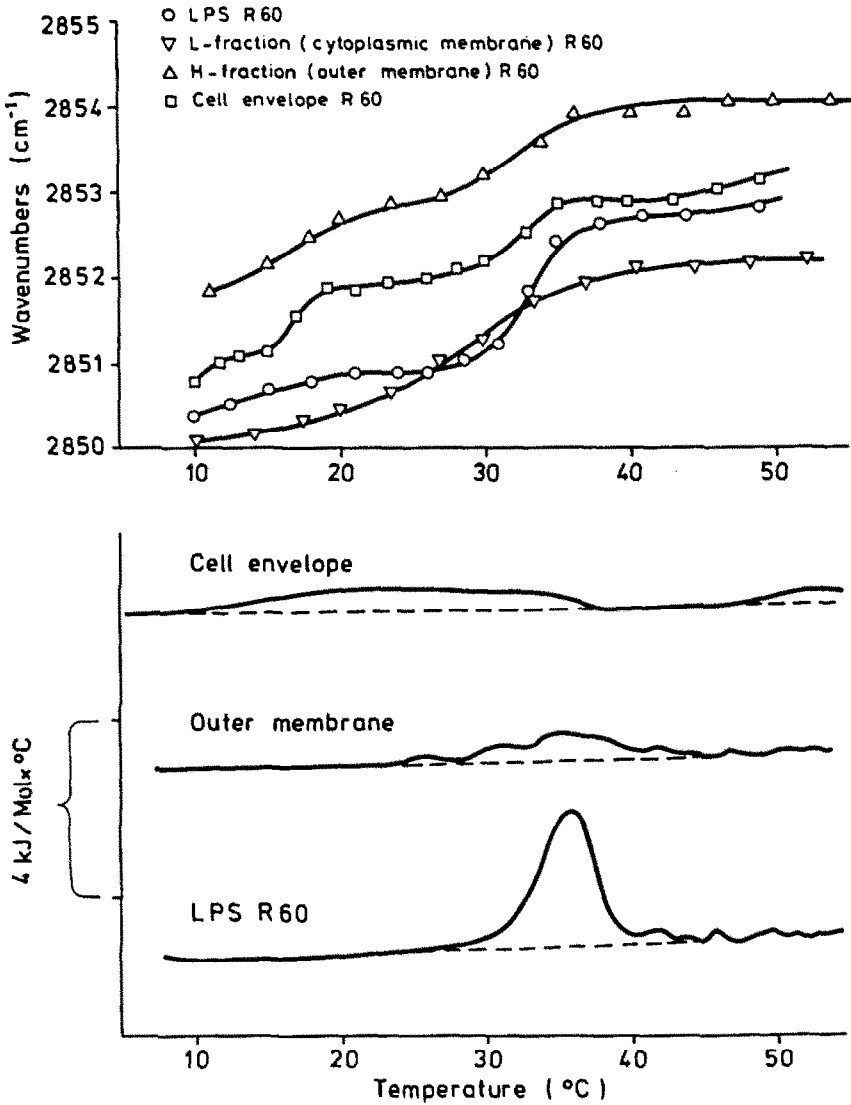 ○ LPS R60
▽ L-fraction (cytoplasmic membrane) R60
△ H-fraction (outer membrane) R60
□ Cell envelope R60
Wavenumbers (cm⁻¹)
2855
2854
2853
2852
2851
2850
10 20 30 40 50
Cell envelope
Outer membrane
LPS R60
4 kJ/Mol×°C
10 20 30 40 50
Temperature (°C)